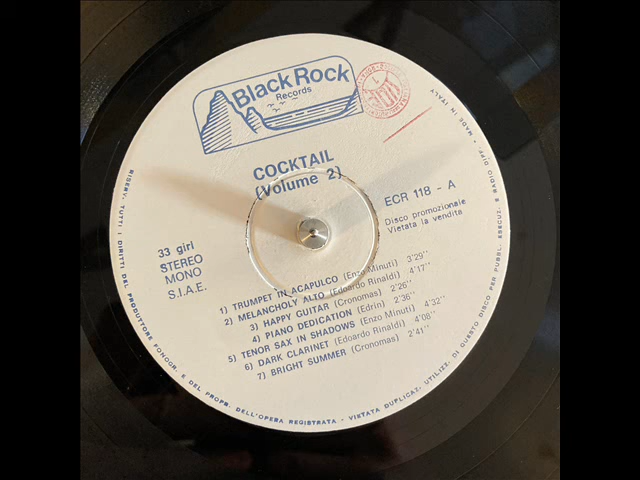 Black Rock
Records
COCKTAIL
(Volume 2)
ECR 118 - A
Disco promozionale
Vietata la vendita
33 giri
STEREO
MONO
S.I.A.E.
1) TRUMPET IN ACAPULCO (Enzo Minuti) 3'29''
2) MELANCHOLY ALTO (Edoardo Rinaldi) 4'17''
3) HAPPY GUITAR (Cronomas) 2'26''
4) PIANO DEDICATION (Edrin) 2'36''
5) TENOR SAX IN SHADOWS (Enzo Minuti) 4'32''
6) DARK CLARINET (Edoardo Rinaldi) 4'08''
7) BRIGHT SUMMER (Cronomas) 2'41''
RISERV. TUTTI I DIRITTI DAL PRODUTTORE FONOGR. E DEL PROPR. DELL'OPERA REGISTRATA - VIETATA DUPLICAZ. UTILIZZ. DI QUESTO DISCO PER PUBBL. ESECUZ. E RADIO DIFF. • MADE IN ITALY